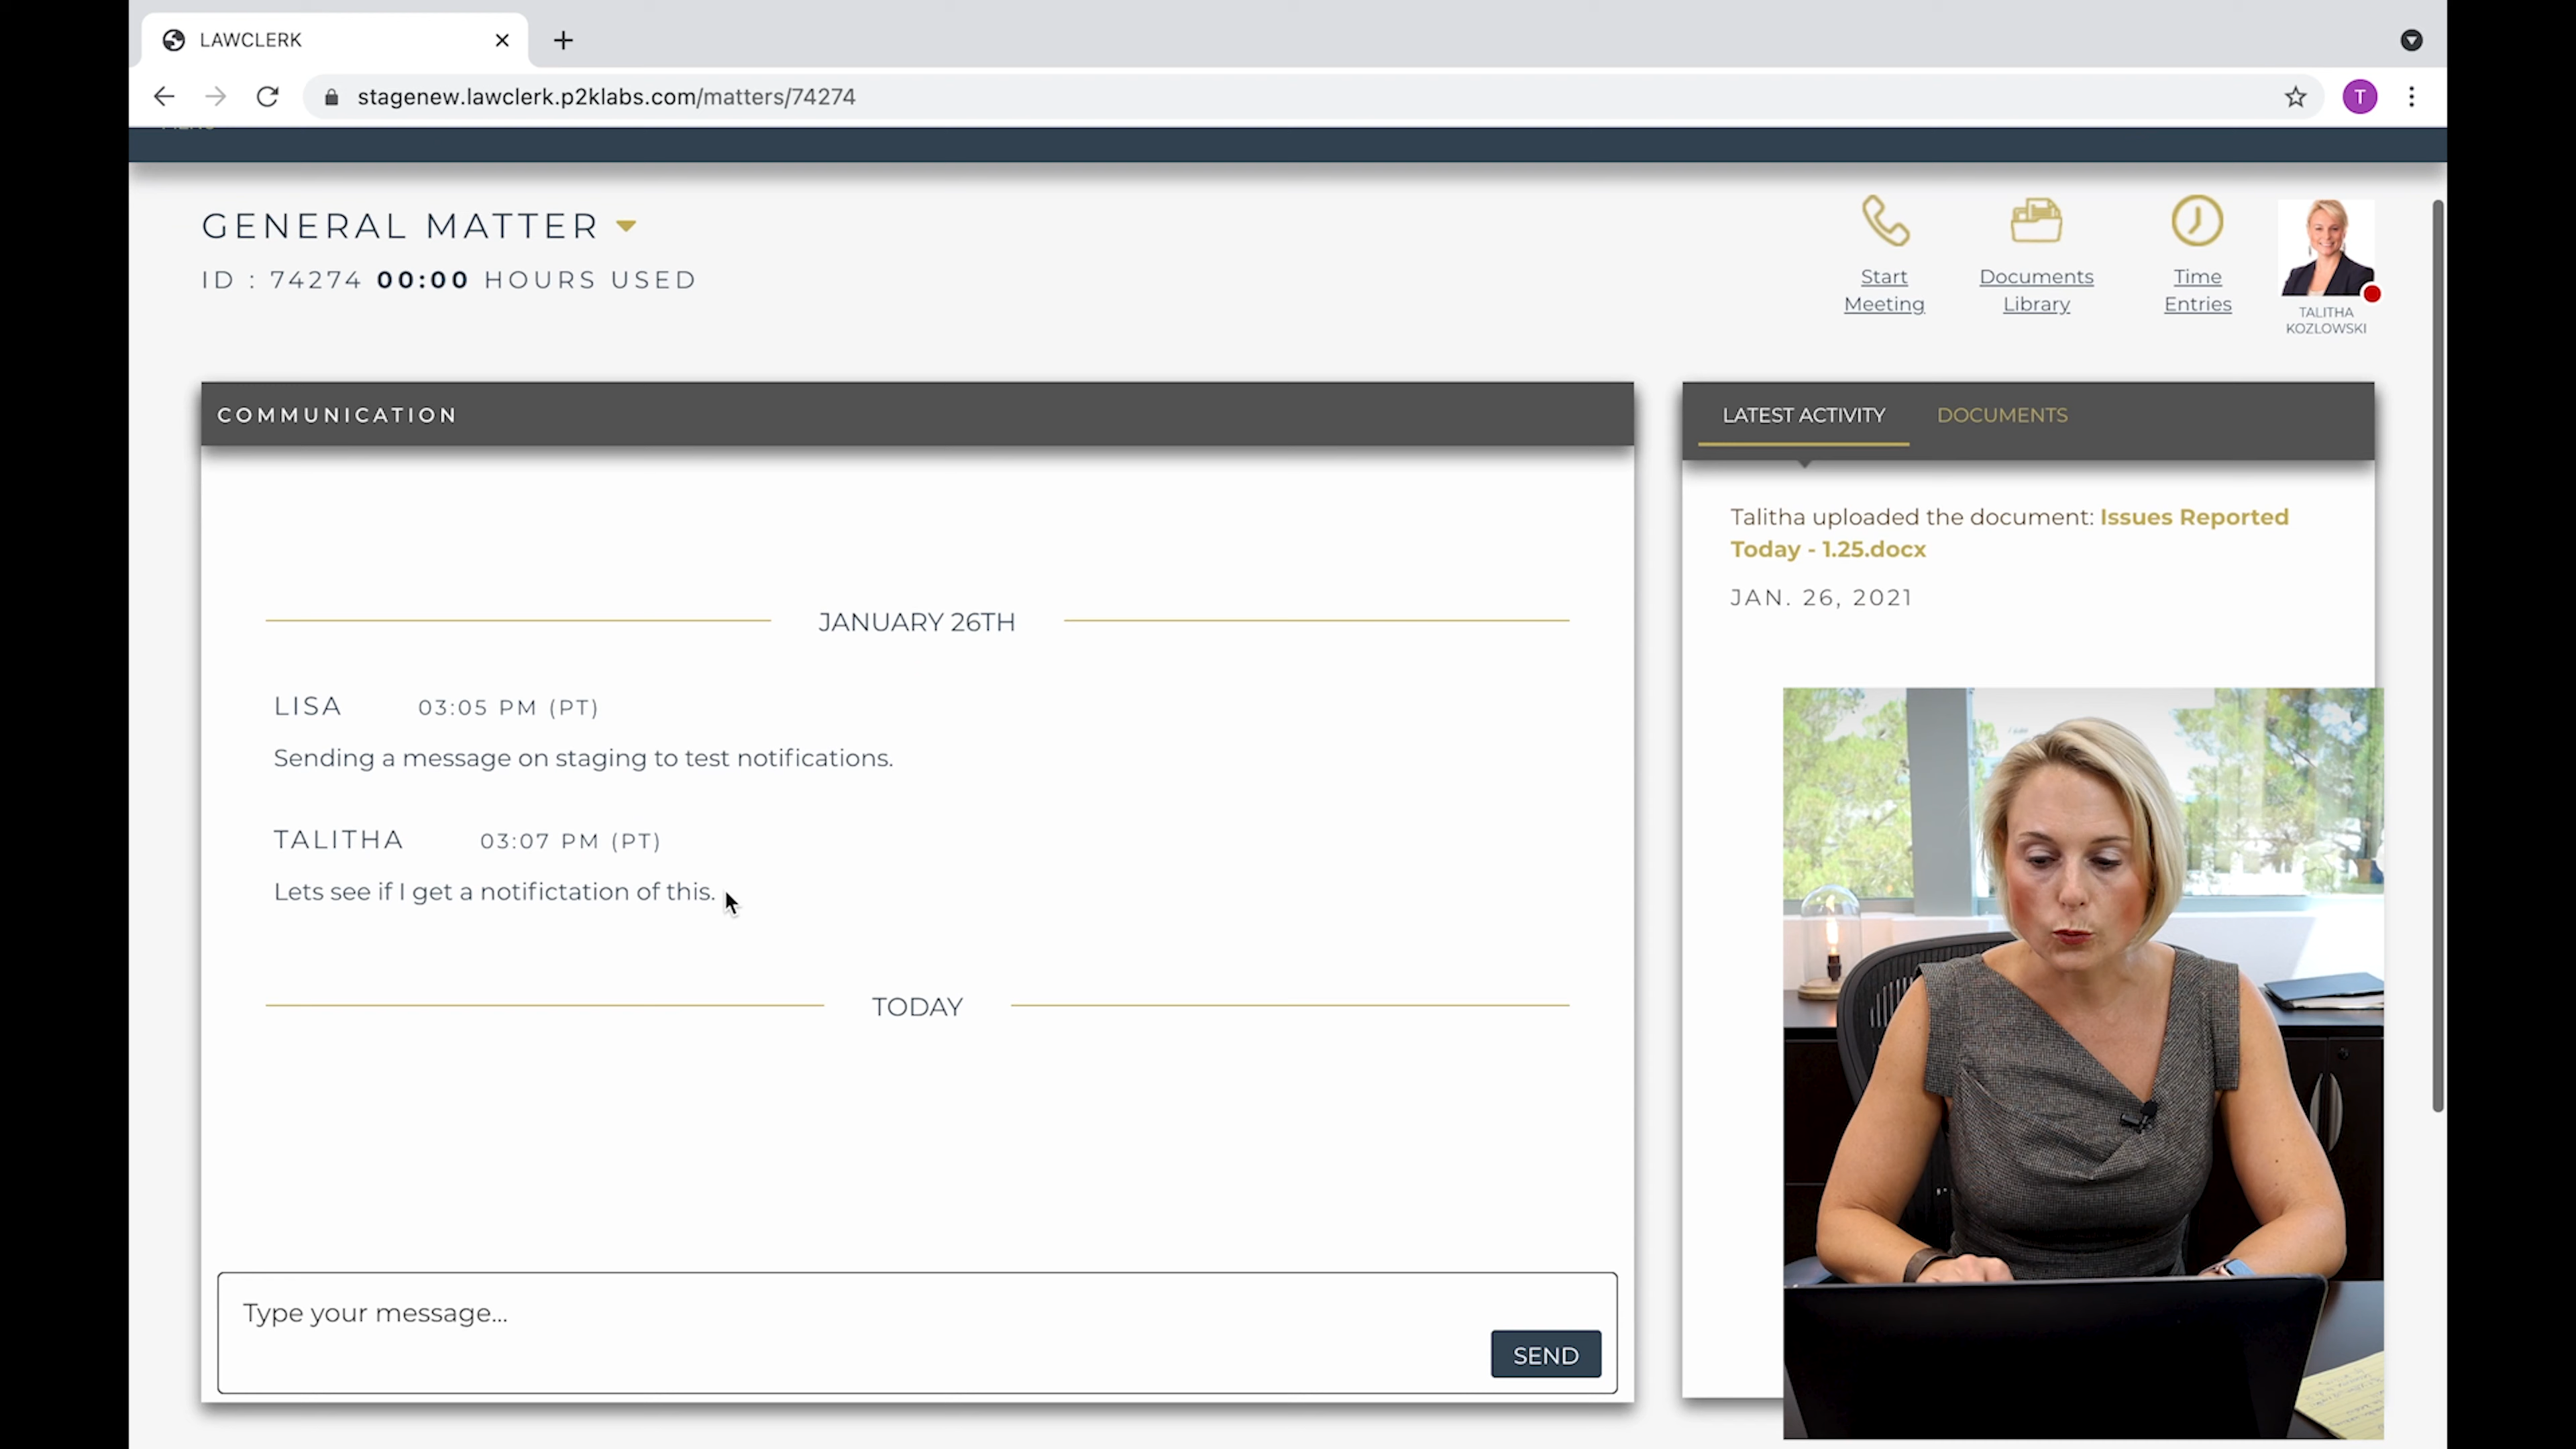 LAWCLERK
stagenew.lawclerk.p2klabs.com/matters/74274
T
GENERAL MATTER
ID : 74274 00:00 HOURS USED
Start
Meeting
Documents
Library
Time
Entries
TALITHA
KOZLOWSKI
COMMUNICATION
JANUARY 26TH
LISA 03:05 PM (PT)
Sending a message on staging to test notifications.
TALITHA 03:07 PM (PT)
Lets see if I get a notifictation of this.
TODAY
Type your message...
SEND
LATEST ACTIVITY DOCUMENTS
Talitha uploaded the document: Issues Reported
Today - 1.25.docx
JAN. 26, 2021